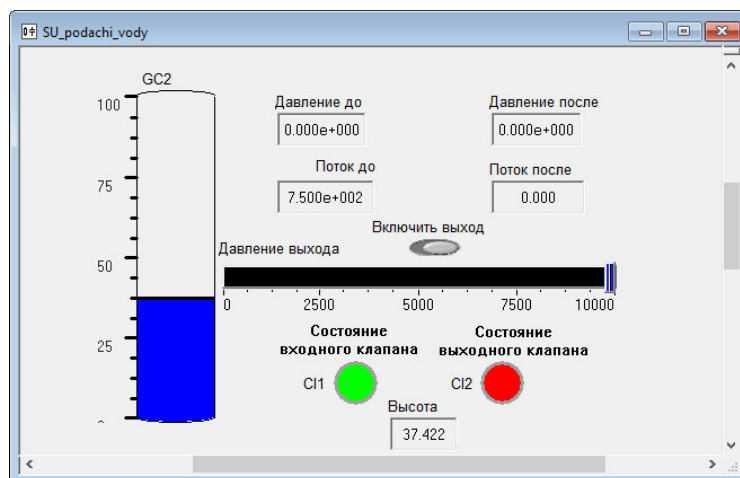 SU_podachi_vody
GC2
100
75
50
25
Давление до
0.000e+000
Давление после
0.000e+000
Поток до
7.500e+002
Поток после
0.000
Включить выход
Давление выхода
0 2500 5000 7500 10000
Состояние
входного клапана
Состояние
выходного клапана
CI1
CI2
Высота
37.422